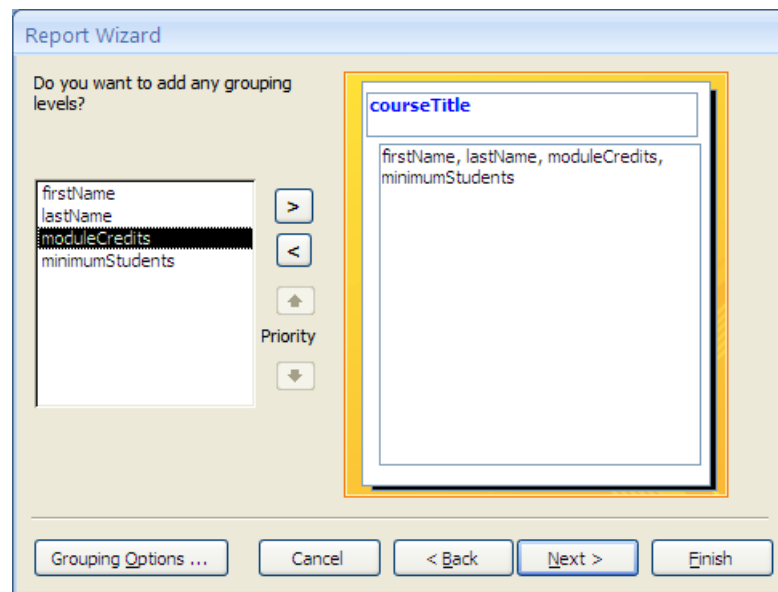 Report Wizard
Do you want to add any grouping
levels?
courseTitle
firstName, lastName, moduleCredits,
minimumStudents
firstName
lastName
moduleCredits
minimumStudents
>
<
Priority
Grouping Options ...
Cancel
< Back
Next >
Finish